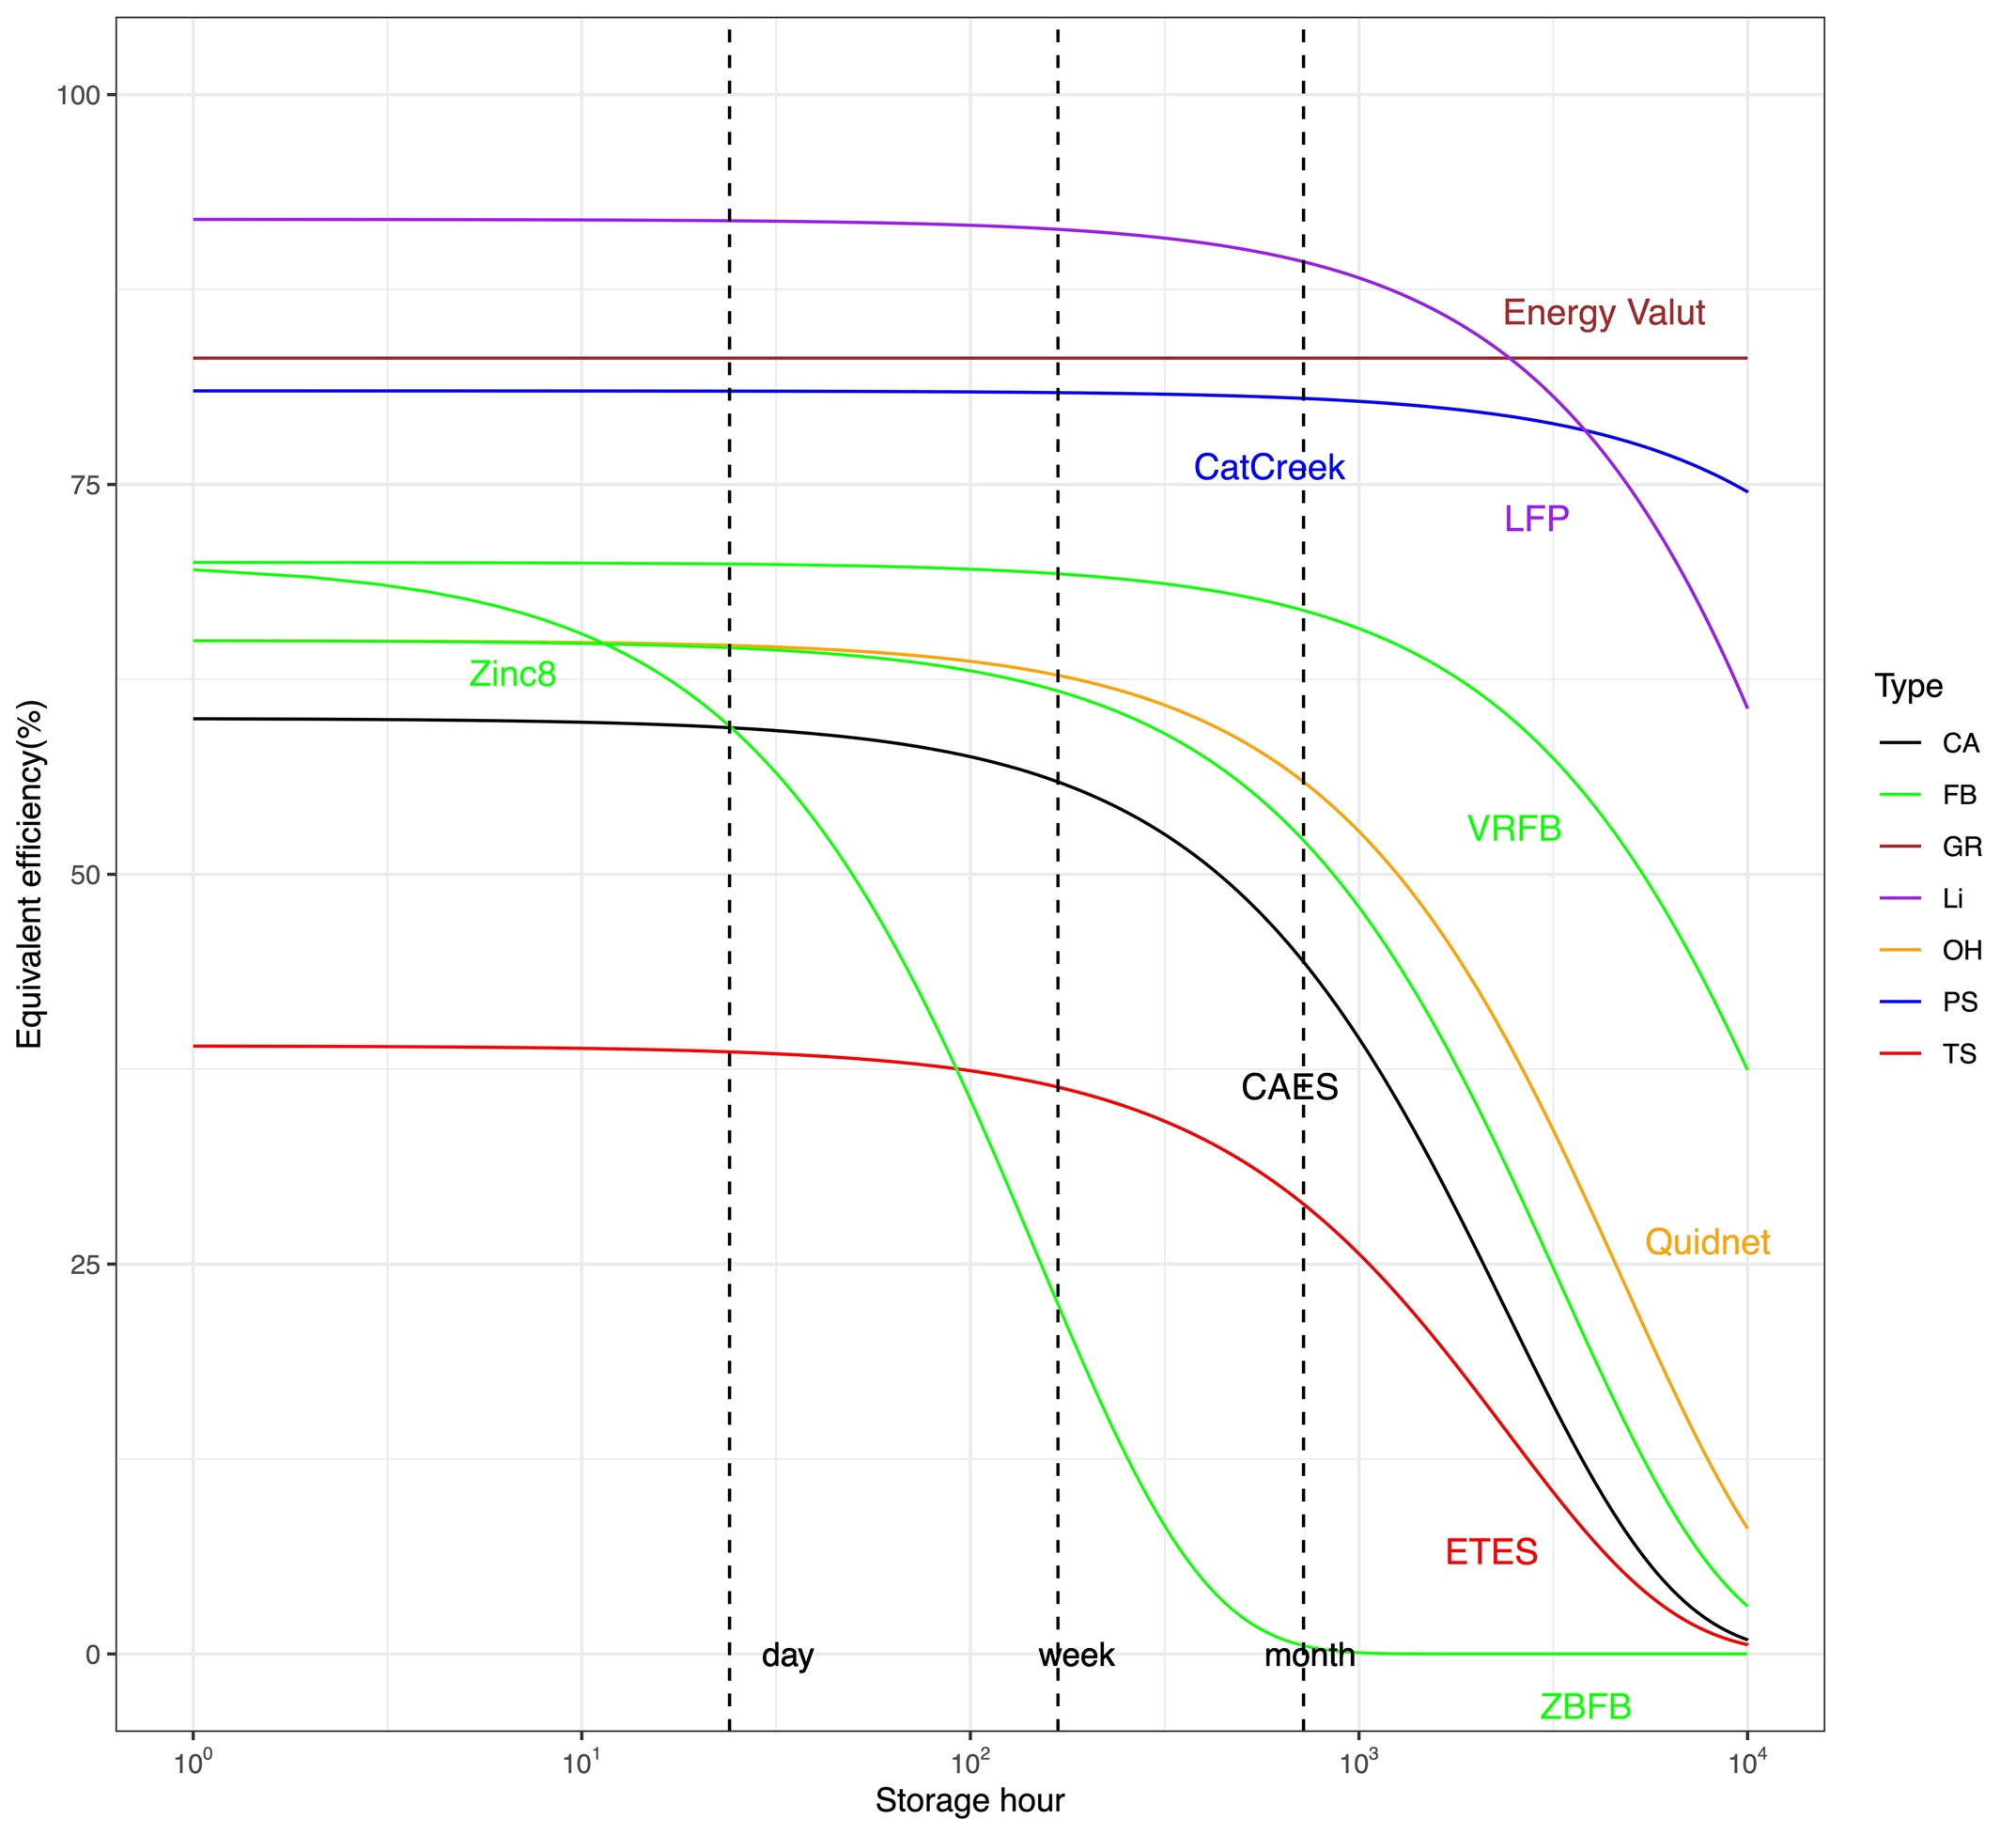 100
75
50
25
0
Equivalent efficiency(%)
Energy Valut
CatCreek
LFP
Zinc8
VRFB
CAES
Quidnet
ETES
day
week
month
ZBFB
10⁰
10¹
10²
10³
10⁴
Storage hour
Type
CA
FB
GR
Li
OH
PS
TS